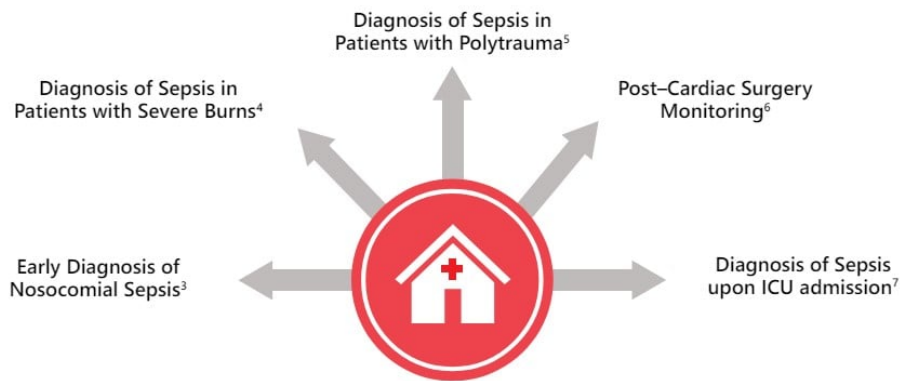 Diagnosis of Sepsis in
Patients with Polytrauma⁵
Diagnosis of Sepsis in
Patients with Severe Burns⁴
Post–Cardiac Surgery
Monitoring⁶
Early Diagnosis of
Nosocomial Sepsis³
Diagnosis of Sepsis
upon ICU admission⁷